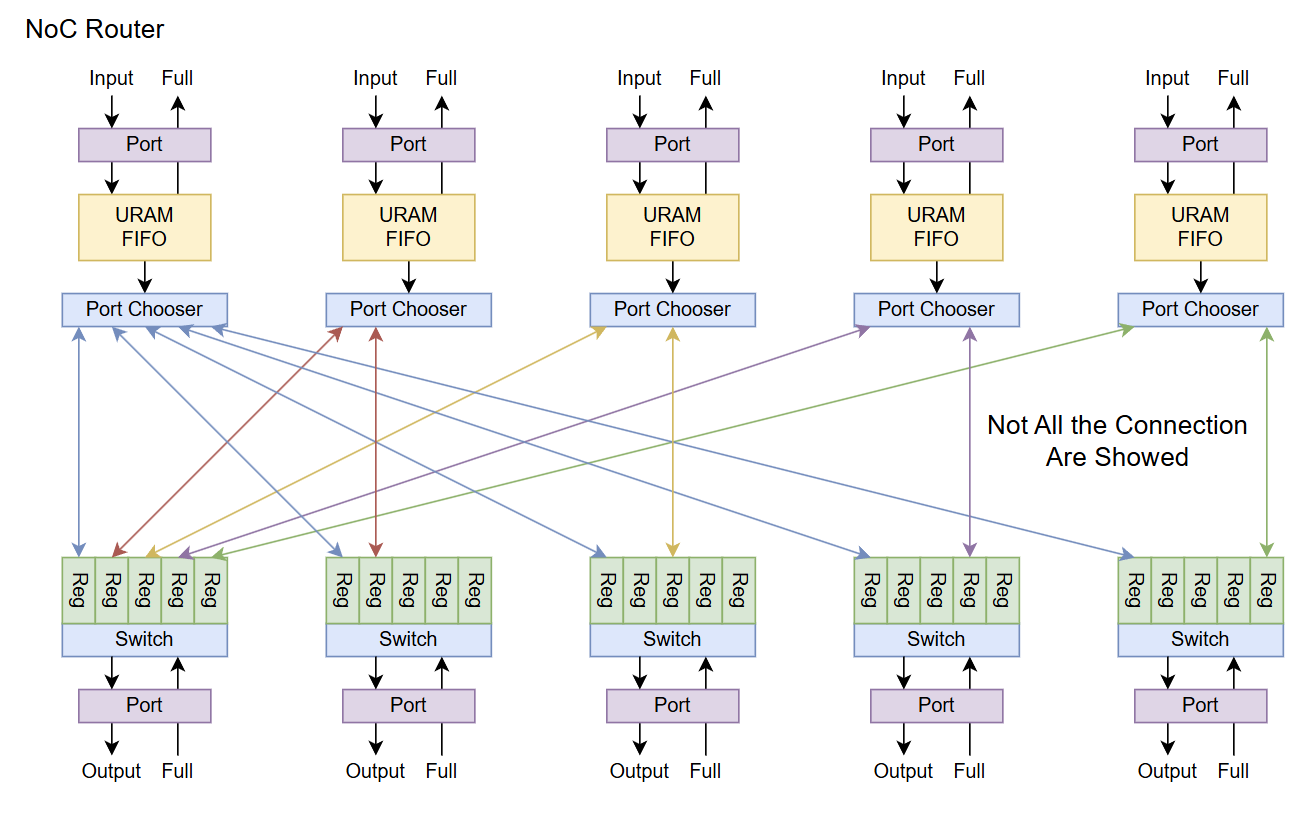 NoC Router
Input Full Input Full Input Full Input Full Input Full
Port Port Port Port Port
URAM URAM URAM URAM URAM
FIFO FIFO FIFO FIFO FIFO
Port Chooser Port Chooser Port Chooser Port Chooser Port Chooser
Not All the Connection
Are Showed
Reg Reg Reg Reg Reg Reg Reg Reg Reg Reg Reg Reg Reg Reg Reg Reg Reg Reg Reg Reg Reg Reg Reg Reg Reg
Switch Switch Switch Switch Switch
Port Port Port Port Port
Output Full Output Full Output Full Output Full Output Full